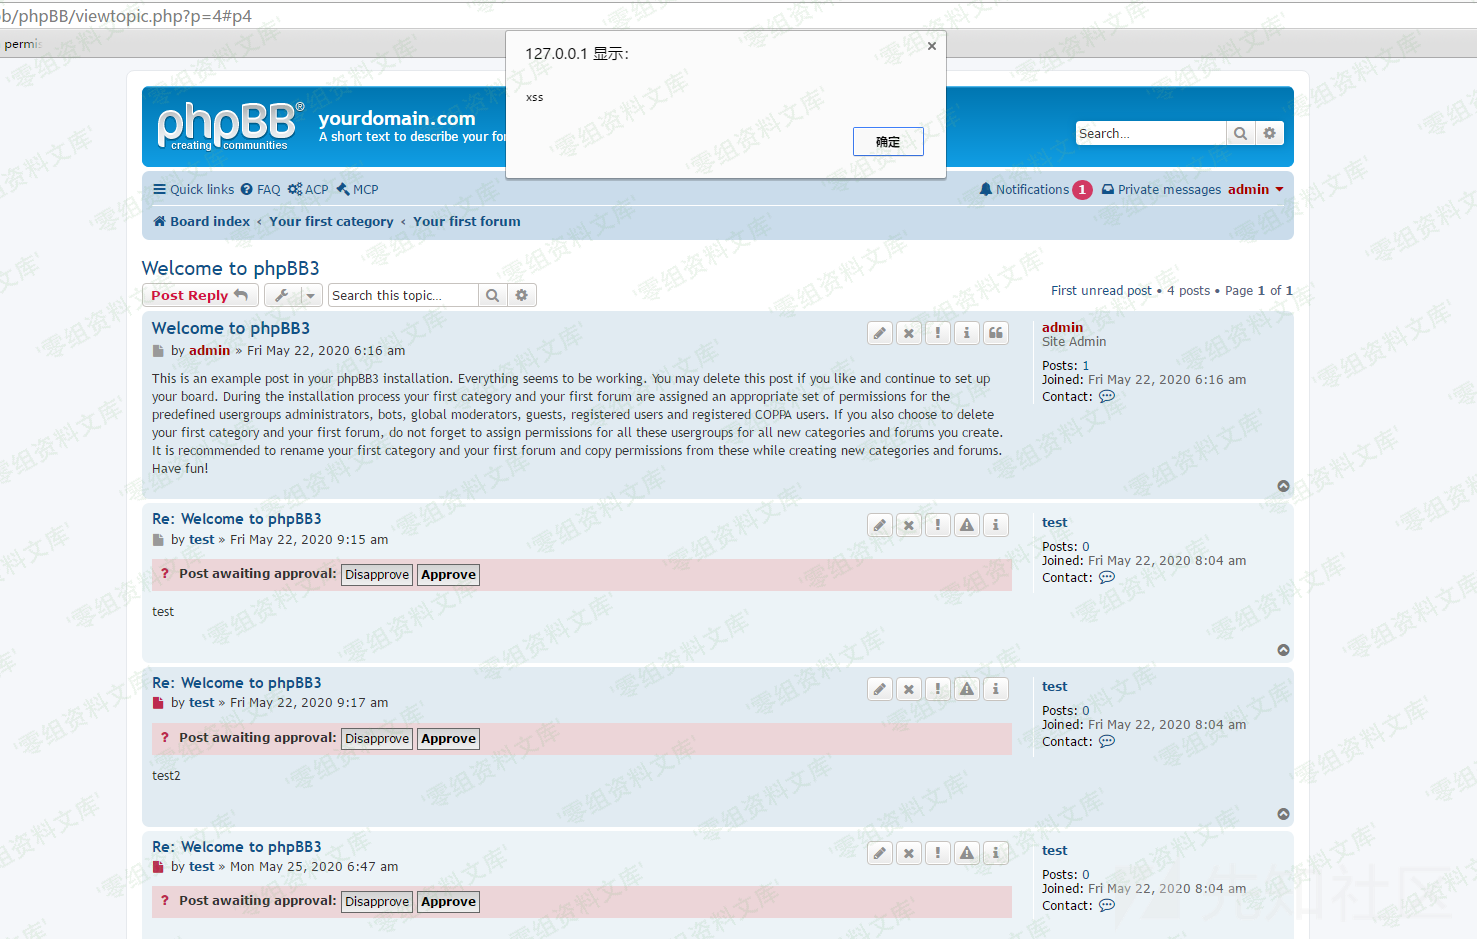 b/phpBB/viewtopic.php?p=4#p4
permis
127.0.0.1 显示：
xss
确定
phpBB®
creating communities
yourdomain.com
A short text to describe your for
Search…
Quick links FAQ ACP MCP
Notifications 1 Private messages admin
Board index ‹ Your first category ‹ Your first forum
Welcome to phpBB3
Post Reply
Search this topic…
First unread post • 4 posts • Page 1 of 1
Welcome to phpBB3
by admin » Fri May 22, 2020 6:16 am
This is an example post in your phpBB3 installation. Everything seems to be working. You may delete this post if you like and continue to set up
your board. During the installation process your first category and your first forum are assigned an appropriate set of permissions for the
predefined usergroups administrators, bots, global moderators, guests, registered users and registered COPPA users. If you also choose to delete
your first category and your first forum, do not forget to assign permissions for all these usergroups for all new categories and forums you create.
It is recommended to rename your first category and your first forum and copy permissions from these while creating new categories and forums.
Have fun!
admin
Site Admin
Posts: 1
Joined: Fri May 22, 2020 6:16 am
Contact:
Re: Welcome to phpBB3
by test » Fri May 22, 2020 9:15 am
? Post awaiting approval: Disapprove Approve
test
test
Posts: 0
Joined: Fri May 22, 2020 8:04 am
Contact:
Re: Welcome to phpBB3
by test » Fri May 22, 2020 9:17 am
? Post awaiting approval: Disapprove Approve
test2
test
Posts: 0
Joined: Fri May 22, 2020 8:04 am
Contact:
Re: Welcome to phpBB3
by test » Mon May 25, 2020 6:47 am
? Post awaiting approval: Disapprove Approve
test
Posts: 0
Joined: Fri May 22, 2020 8:04 am
Contact:
'零组资料文库'
先知社区